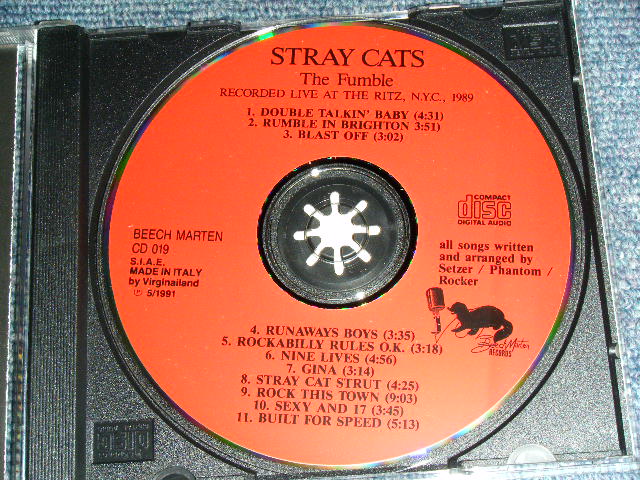 STRAY CATS
The Fumble
RECORDED LIVE AT THE RITZ, N.Y.C., 1989
1. DOUBLE TALKIN' BABY (4:31)
2. RUMBLE IN BRIGHTON 3:51)
3. BLAST OFF (3:02)
COMPACT
disc
DIGITAL AUDIO
BEECH MARTEN
CD 019
S.I.A.E.
MADE IN ITALY
by Virginailand
℗ 5/1991
all songs written
and arranged by
Setzer / Phantom /
Rocker
Beech Marten
RECORDS
4. RUNAWAYS BOYS (3:35)
5. ROCKABILLY RULES O.K. (3:18)
6. NINE LIVES (4:56)
7. GINA (3:14)
8. STRAY CAT STRUT (4:25)
9. ROCK THIS TOWN (9:03)
10. SEXY AND 17 (3:45)
11. BUILT FOR SPEED (5:13)